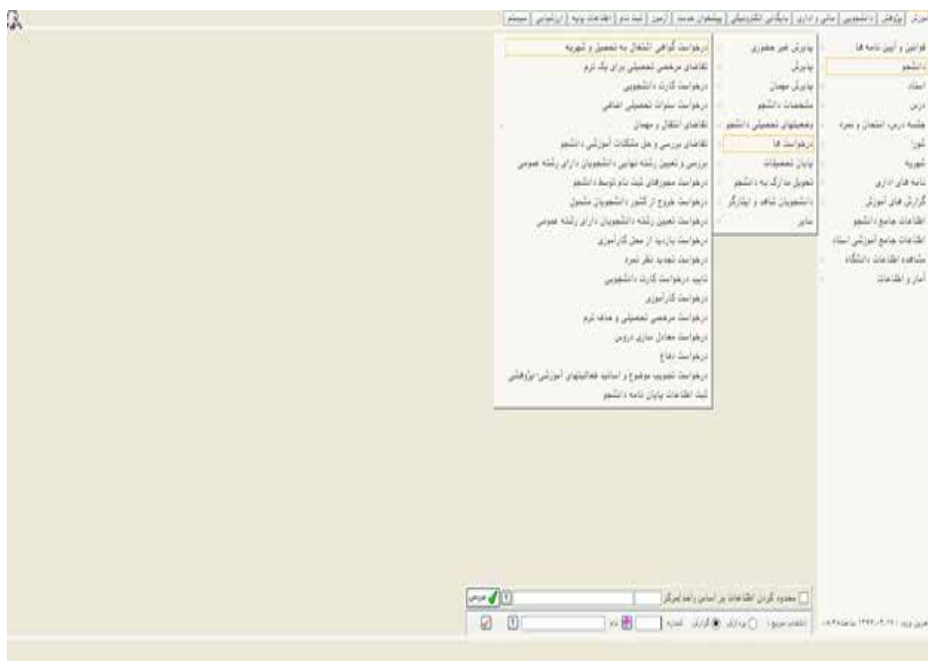 آموزش | پژوهش | دانشجویی | مالی و اداری | بایگانی الکترونیکی | پیشخوان خدمت | آزمون | ثبت نام | اطلاعات پایه | ارزشیابی | سیستم
قوانین و آیین نامه ها
دانشجو
استاد
درس
جلسه درس، امتحان و نمره
شورا
شهریه
نامه های اداری
گزارش های آموزش
اطلاعات جامع دانشجو
اطلاعات جامع آموزشی استاد
مشاهده اطلاعات دانشگاه
آمار و اطلاعات
پذیرش غیر حضوری
پذیرش
پذیرش مهمان
مشخصات دانشجو
وضعیتهای تحصیلی دانشجو
درخواست ها
پایان تحصیلات
تحویل مدارک به دانشجو
دانشجویان شاهد و ایثارگر
سایر
درخواست گواهی اشتغال به تحصیل و شهریه
تقاضای مرخصی تحصیلی برای یک ترم
درخواست کارت دانشجویی
درخواست سنوات تحصیلی اضافی
تقاضای انتقال و مهمان
تقاضای بررسی و حل مشکلات آموزشی دانشجو
بررسی و تعیین رشته نهایی دانشجویان دارای رشته عمومی
درخواست مجوزهای ثبت نام توسط دانشجو
درخواست خروج از کشور دانشجویان مشمول
درخواست تعیین رشته دانشجویان دارای رشته عمومی
درخواست بازدید از محل کارآموزی
درخواست تجدید نظر نمره
تایید درخواست کارت دانشجویی
درخواست کارآموزی
درخواست مرخصی تحصیلی و حذف ترم
درخواست معادل سازی دروس
درخواست دفاع
درخواست تصویب موضوع و اساتید فعالیتهای آموزشی-پژوهشی
ثبت اطلاعات پایان نامه دانشجو
محدود کردن اطلاعات بر اساس واحد/مرکز
انتخاب سریع: پردازش گزارش شماره نام